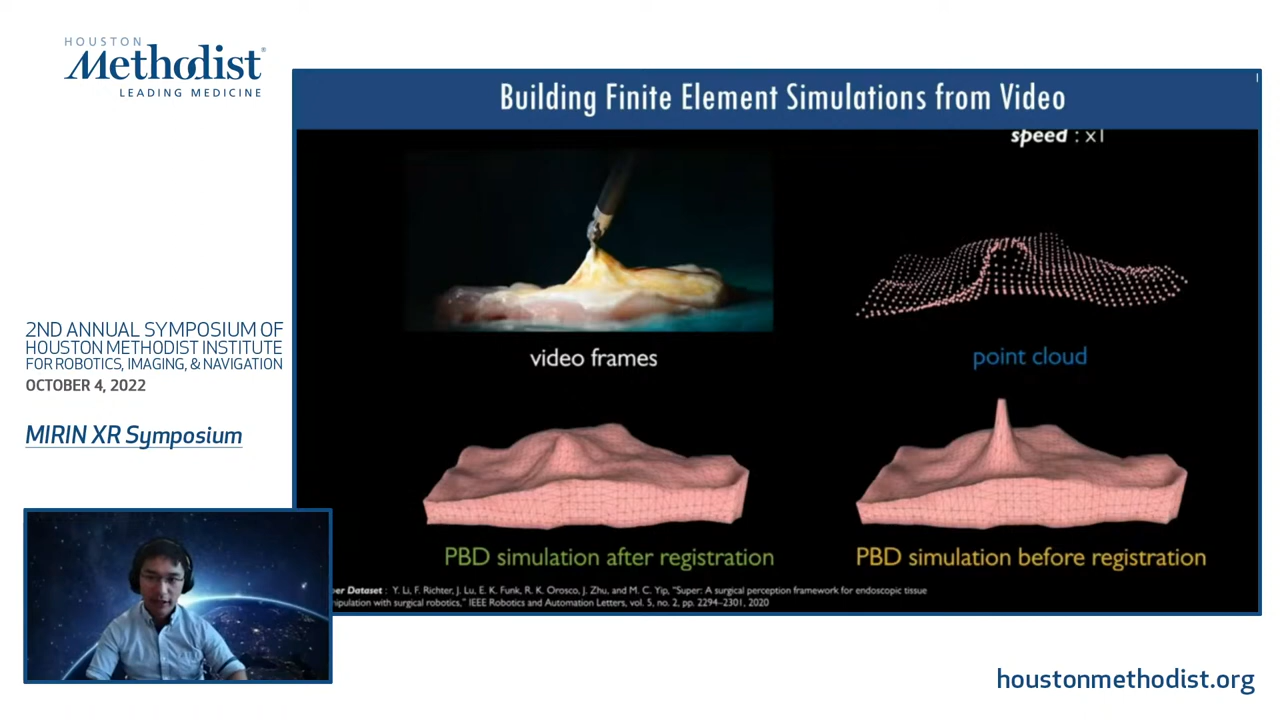 HOUSTON
Methodist®
LEADING MEDICINE
2ND ANNUAL SYMPOSIUM OF
HOUSTON METHODIST INSTITUTE
FOR ROBOTICS, IMAGING, & NAVIGATION
OCTOBER 4, 2022
MIRIN XR Symposium
Building Finite Element Simulations from Video
speed : x1
video frames
point cloud
PBD simulation after registration
PBD simulation before registration
Dataset : Y. Li, F. Richter, J. Lu, E. K. Funk, R. K. Orosco, J. Zhu, and M. C. Yip, "Super: A surgical perception framework for endoscopic tissue
with surgical robotics," IEEE Robotics and Automation Letters, vol. 5, no. 2, pp. 2294–2301, 2020
houstonmethodist.org